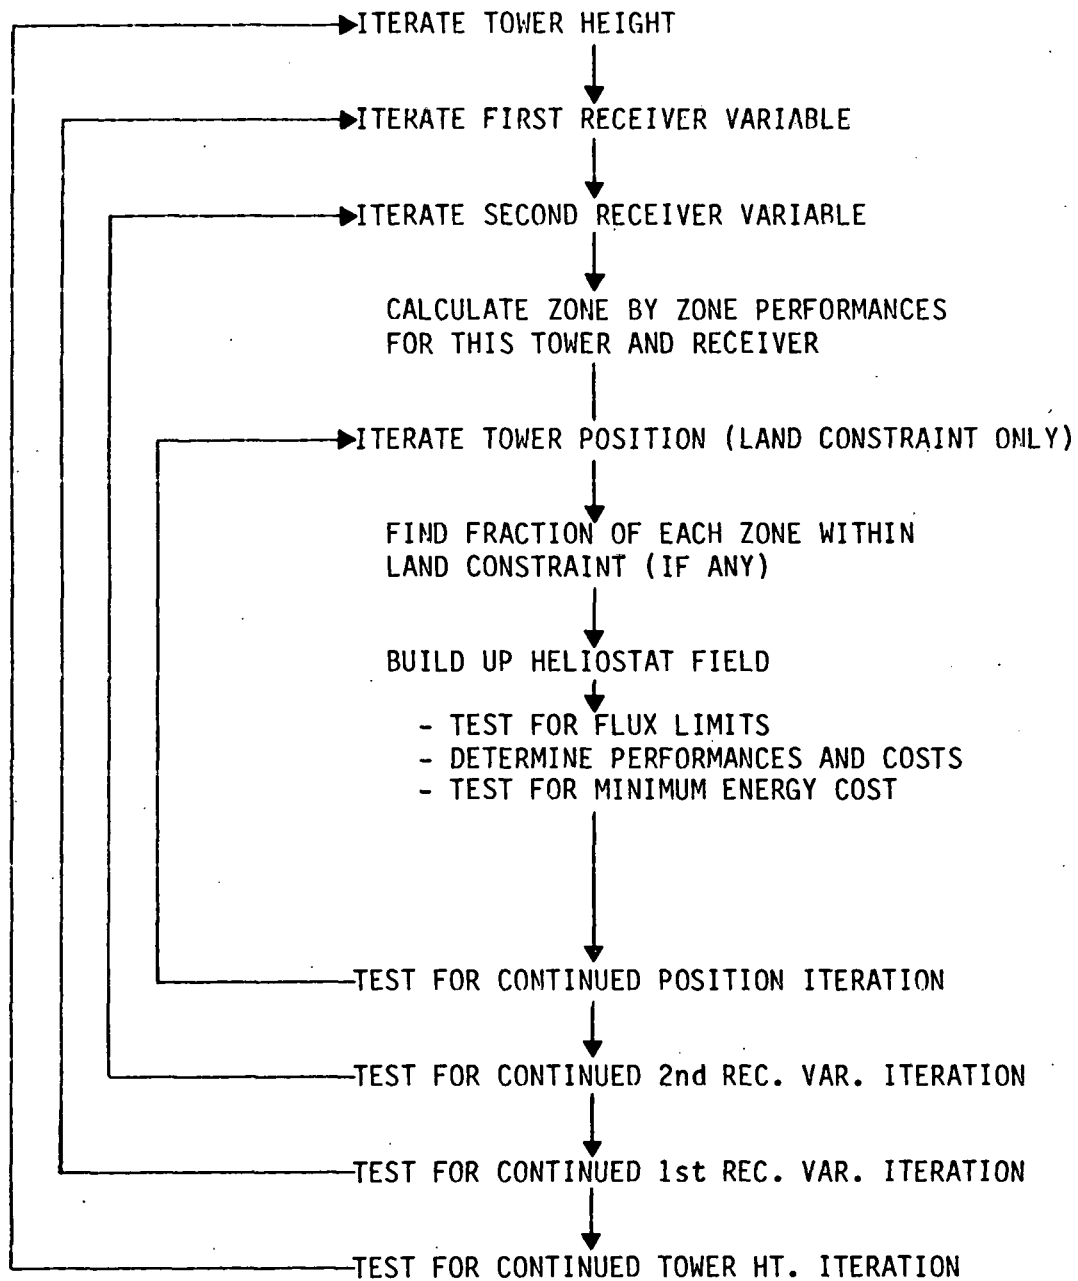 ITERATE TOWER HEIGHT
ITERATE FIRST RECEIVER VARIABLE
ITERATE SECOND RECEIVER VARIABLE
CALCULATE ZONE BY ZONE PERFORMANCES
FOR THIS TOWER AND RECEIVER
ITERATE TOWER POSITION (LAND CONSTRAINT ONLY)
FIND FRACTION OF EACH ZONE WITHIN
LAND CONSTRAINT (IF ANY)
BUILD UP HELIOSTAT FIELD
- TEST FOR FLUX LIMITS
- DETERMINE PERFORMANCES AND COSTS
- TEST FOR MINIMUM ENERGY COST
TEST FOR CONTINUED POSITION ITERATION
TEST FOR CONTINUED 2nd REC. VAR. ITERATION
TEST FOR CONTINUED 1st REC. VAR. ITERATION
TEST FOR CONTINUED TOWER HT. ITERATION